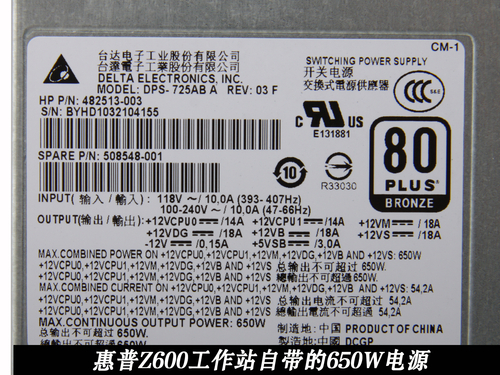 CM-1
台达电子工业股份有限公司
台達電子工業股份有限公司
DELTA ELECTRONICS, INC.
MODEL: DPS-725AB A REV: 03 F
HP P/N: 482513-003
S/N: BYHD1032104155
SPARE P/N: 508548-001
SWITCHING POWER SUPPLY
开关电源
交換式電源供應器
S&E
c US
E131881
10
R33030
80
PLUS
BRONZE
INPUT( 输入 / 輸入 ): 118V ~ / 10,0A (393- 407Hz)
100-240V ~ / 10,0A (47-66Hz)
OUTPUT(输出 / 輸出): +12VCPU0 /14A +12VCPU1 /14A +12VM /18A
+12VDG /18A +12VB /18A +12VS /18A
-12V /0,15A +5VSB /3,0A
MAX.COMBINED POWER ON +12VCPU0,+12VCPU1,+12VM,+12VDG,+12VB AND +12VS: 650W
+12VCPU0,+12VCPU1,+12VM,+12VDG,+12VB AND +12VS 总输出不可超过 650W
+12VCPU0,+12VCPU1,+12VM,+12VDG,+12VB AND +12VS 總輸出不可超過 650W
MAX.COMBINED CURRENT ON +12VCPU0,+12VCPU1,+12VM,+12VDG,+12VB AND +12VS: 54,2A
+12VCPU0,+12VCPU1,+12VM,+12VDG,+12VB AND +12VS 总输出电流不可超过 54,2A
+12VCPU0,+12VCPU1,+12VM,+12VDG,+12VB AND +12VS 總輸出電流不可超過 54,2A
MAX.CONTINUOUS OUTPUT POWER: 650W
总输出不可超过 650W
制造地: 中国 PRODUCT OF CHINA
製造地: 中國 DCGP
惠普Z600工作站自带的650W电源